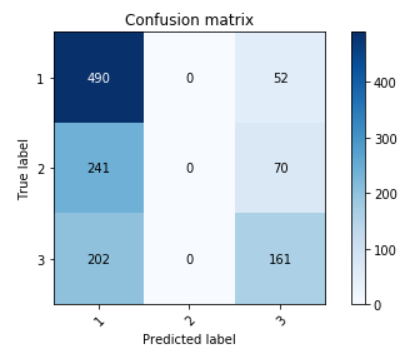 Confusion matrix
1 490 0 52
2 241 0 70
3 202 0 161
1 2 3
True label
Predicted label
400
300
200
100
0